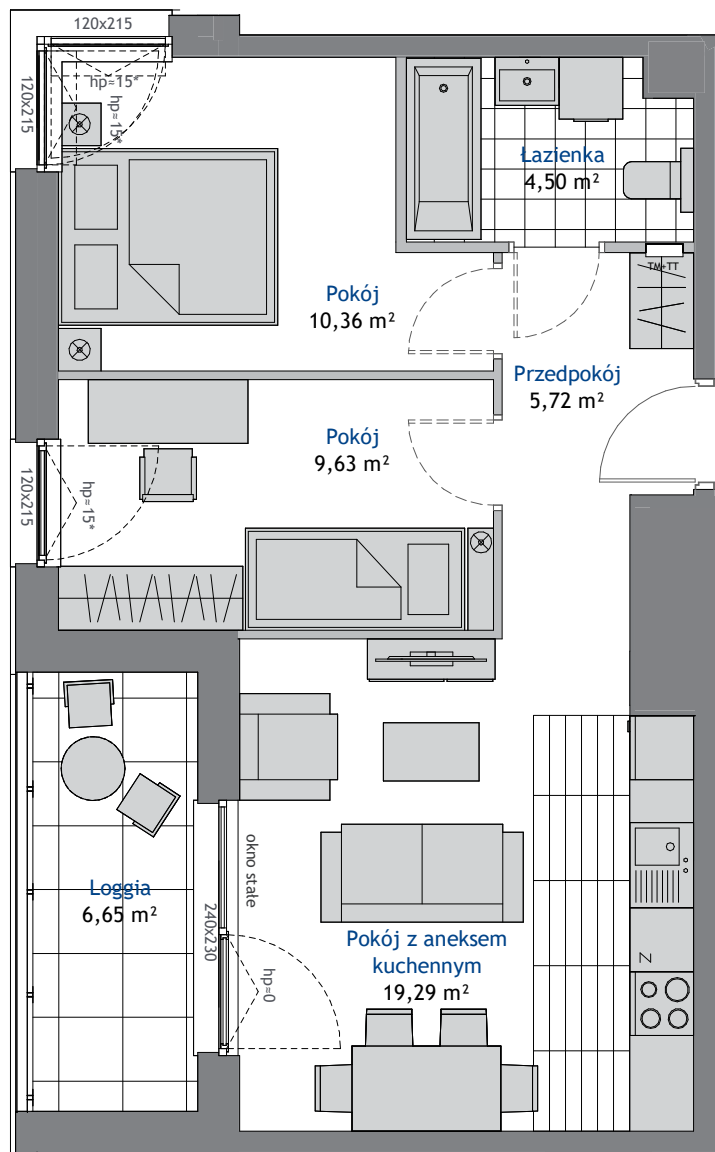 120x215
120x215
hp≈15*
hp≈15*
Łazienka
4,50 m²
TM+TT
Pokój
10,36 m²
Przedpokój
5,72 m²
Pokój
9,63 m²
120x215
hp≈15*
Loggia
6,65 m²
okno stałe
240x230
hp≈0
Pokój z aneksem
kuchennym
19,29 m²
Z